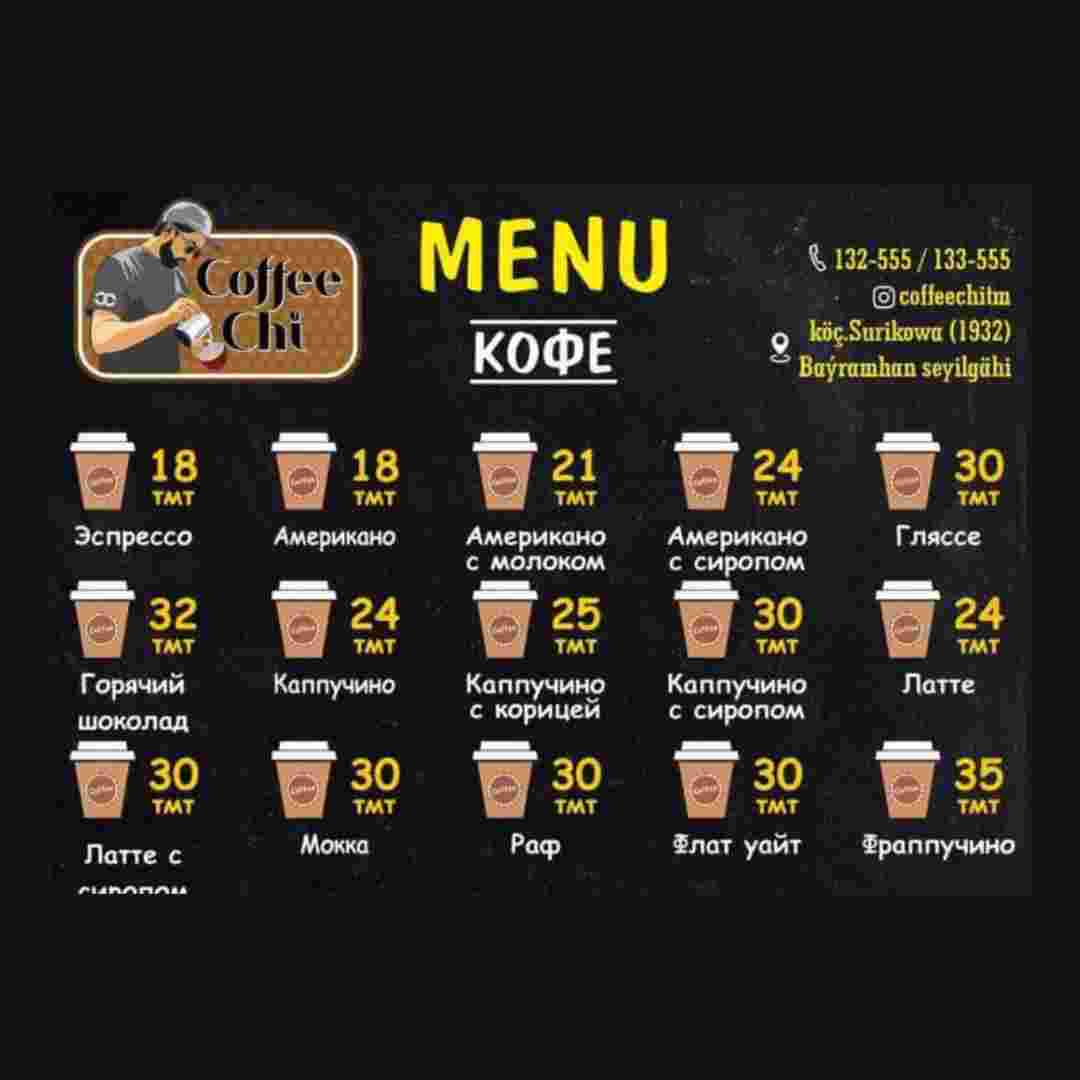 Coffee
Chi
MENU
КОФЕ
132-555 / 133-555
coffeechitm
köç.Surikowa (1932)
Baýramhan seyilgähi
18
TMT
Эспрессо
18
TMT
Американо
21
TMT
Американо
с молоком
24
TMT
Американо
с сиропом
30
TMT
Гляссе
32
TMT
Горячий
шоколад
24
TMT
Каппучино
25
TMT
Каппучино
с корицей
30
TMT
Каппучино
с сиропом
24
TMT
Латте
30
TMT
Латте с
сиропом
30
TMT
Мокка
30
TMT
Раф
30
TMT
Флат уайт
35
TMT
Фраппучино